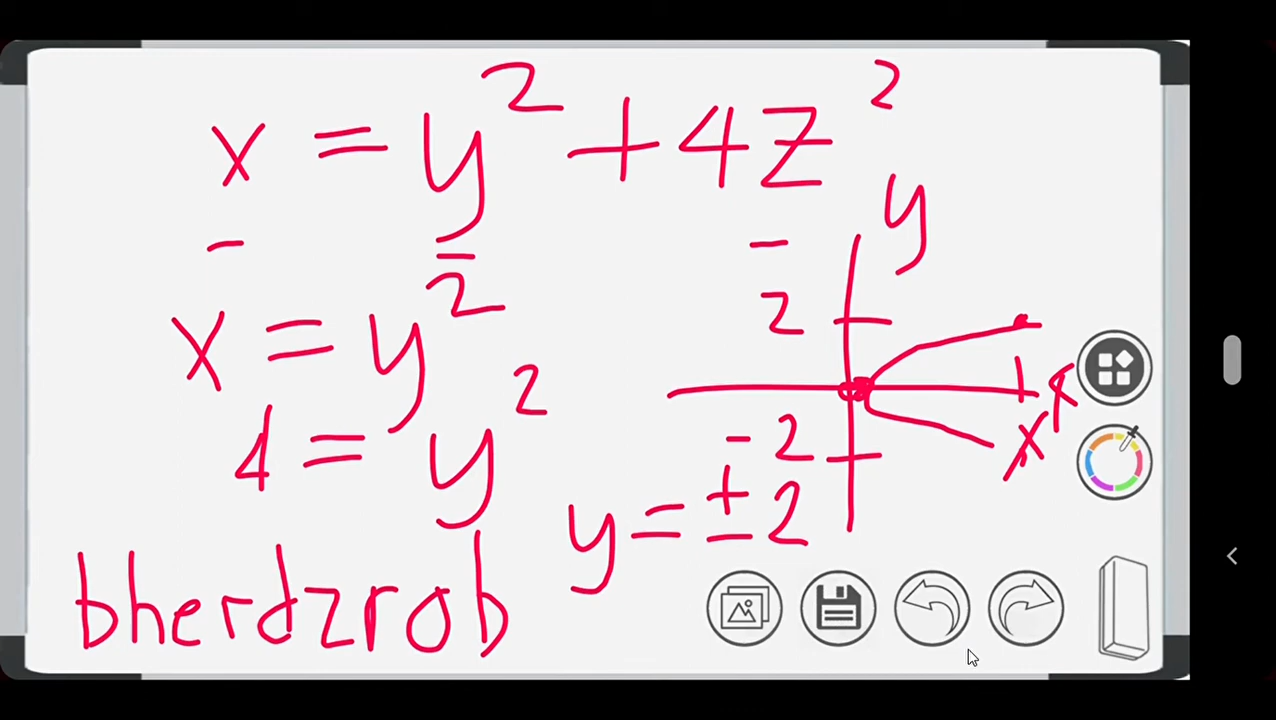 x = y² + 4z²
y
x = y²
2
4 = y²
-2
x
y = ±2
bherdzrob